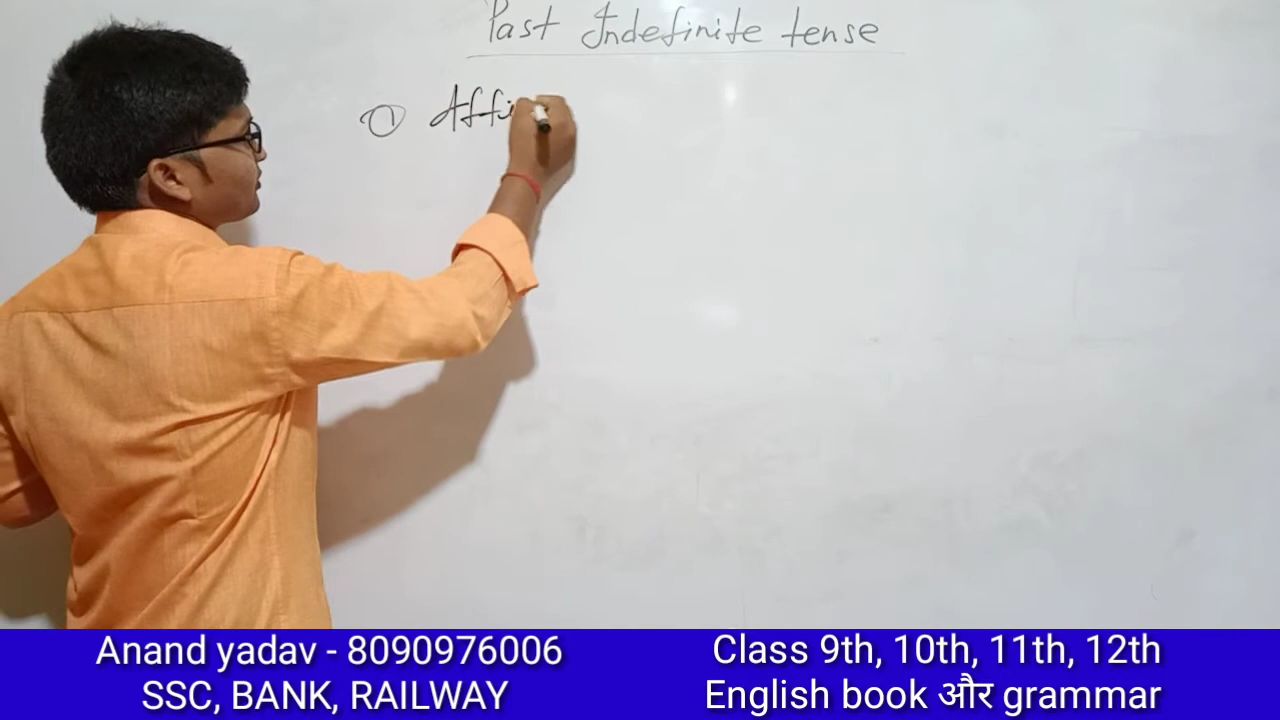 Past Indefinite tense
① Affi
Anand yadav - 8090976006
SSC, BANK, RAILWAY
Class 9th, 10th, 11th, 12th
English book और grammar